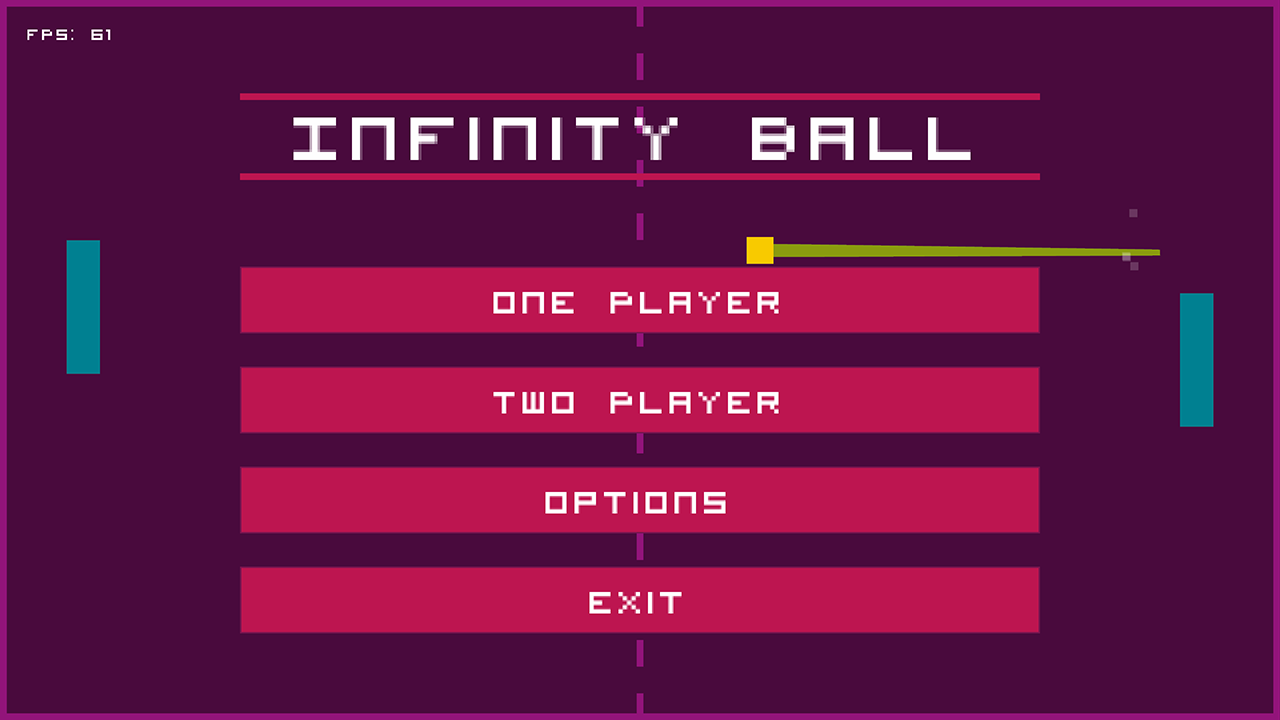 FPS: 61
INFINITY BALL
ONE PLAYER
TWO PLAYER
OPTIONS
EXIT